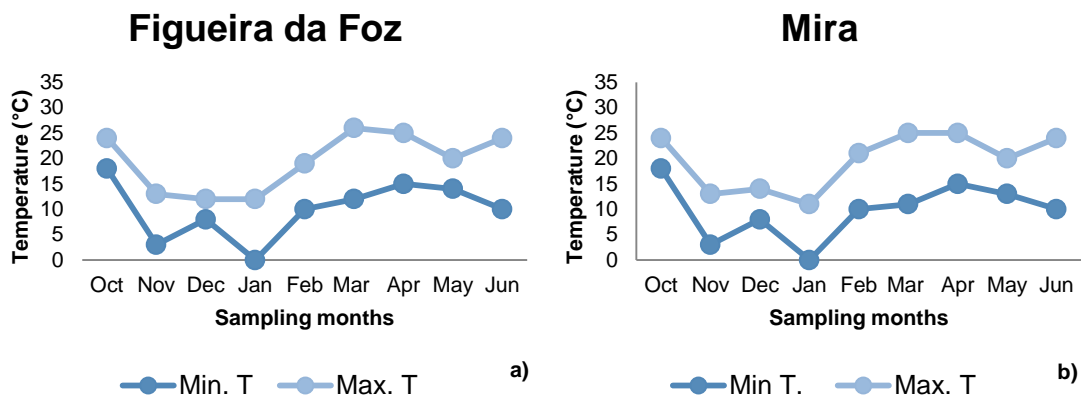 Figueira da Foz
Temperature (°C)
35
30
25
20
15
10
5
0
Oct Nov Dec Jan Feb Mar Apr May Jun
Sampling months
Min. T Max. T
a)
Mira
Temperature (°C)
35
30
25
20
15
10
5
0
Oct Nov Dec Jan Feb Mar Apr May Jun
Sampling months
Min T. Max. T
b)